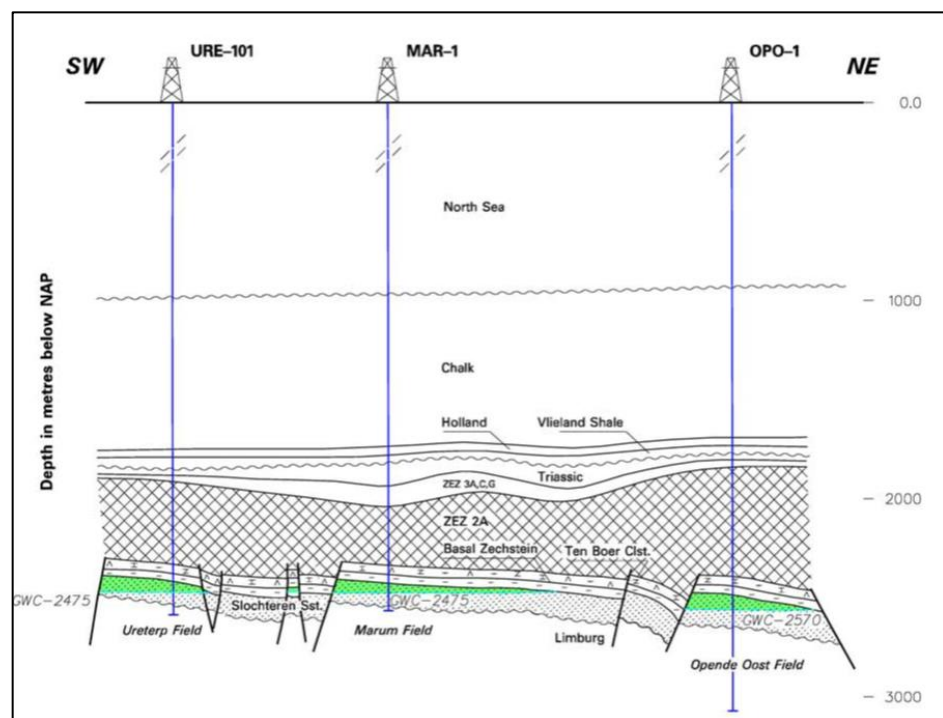 URE–101
MAR–1
OPO–1
SW
NE
0.0
North Sea
Depth in metres below NAP
1000
Chalk
Holland
Vlieland Shale
Triassic
ZEZ 3A,C,G
2000
ZEZ 2A
Basal Zechstein
Ten Boer Clst.
GWC-2475
Slochteren Sst.
GWC-2475
GWC-2570
Ureterp Field
Marum Field
Limburg
Opende Oost Field
3000